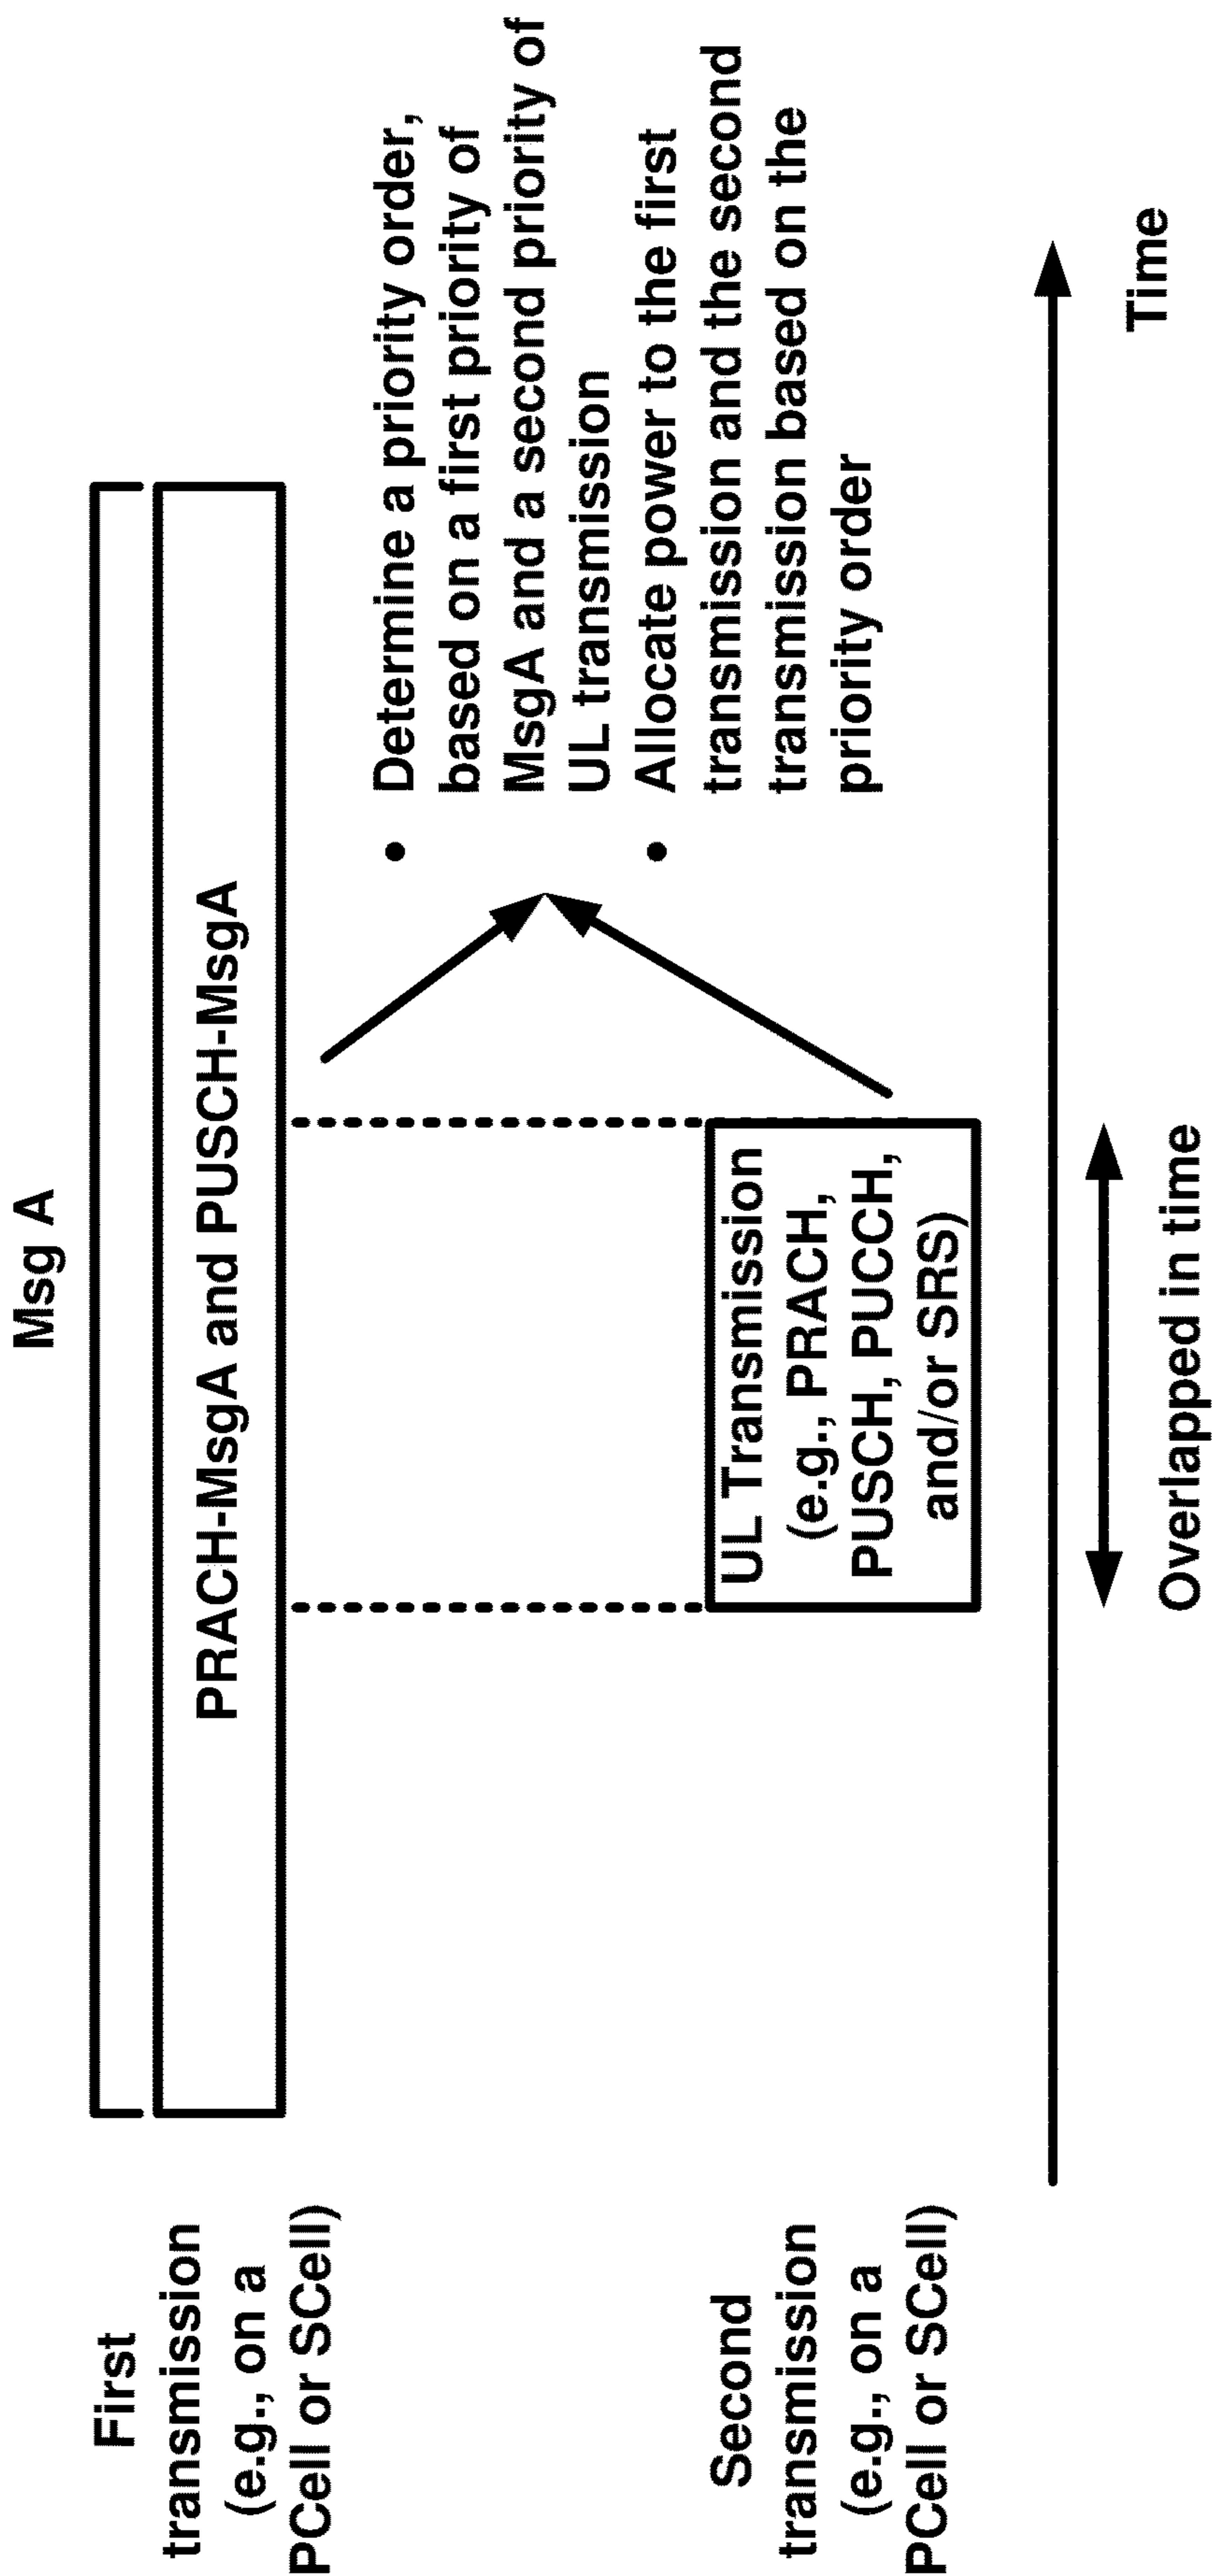 Msg A
First
transmission
(e.g., on a
PCell or SCell)
PRACH-MsgA and PUSCH-MsgA
• Determine a priority order,
based on a first priority of
MsgA and a second priority of
UL transmission
• Allocate power to the first
transmission and the second
transmission based on the
priority order
Second
transmission
(e.g., on a
PCell or SCell)
UL Transmission
(e.g., PRACH,
PUSCH, PUCCH,
and/or SRS)
Time
Overlapped in time